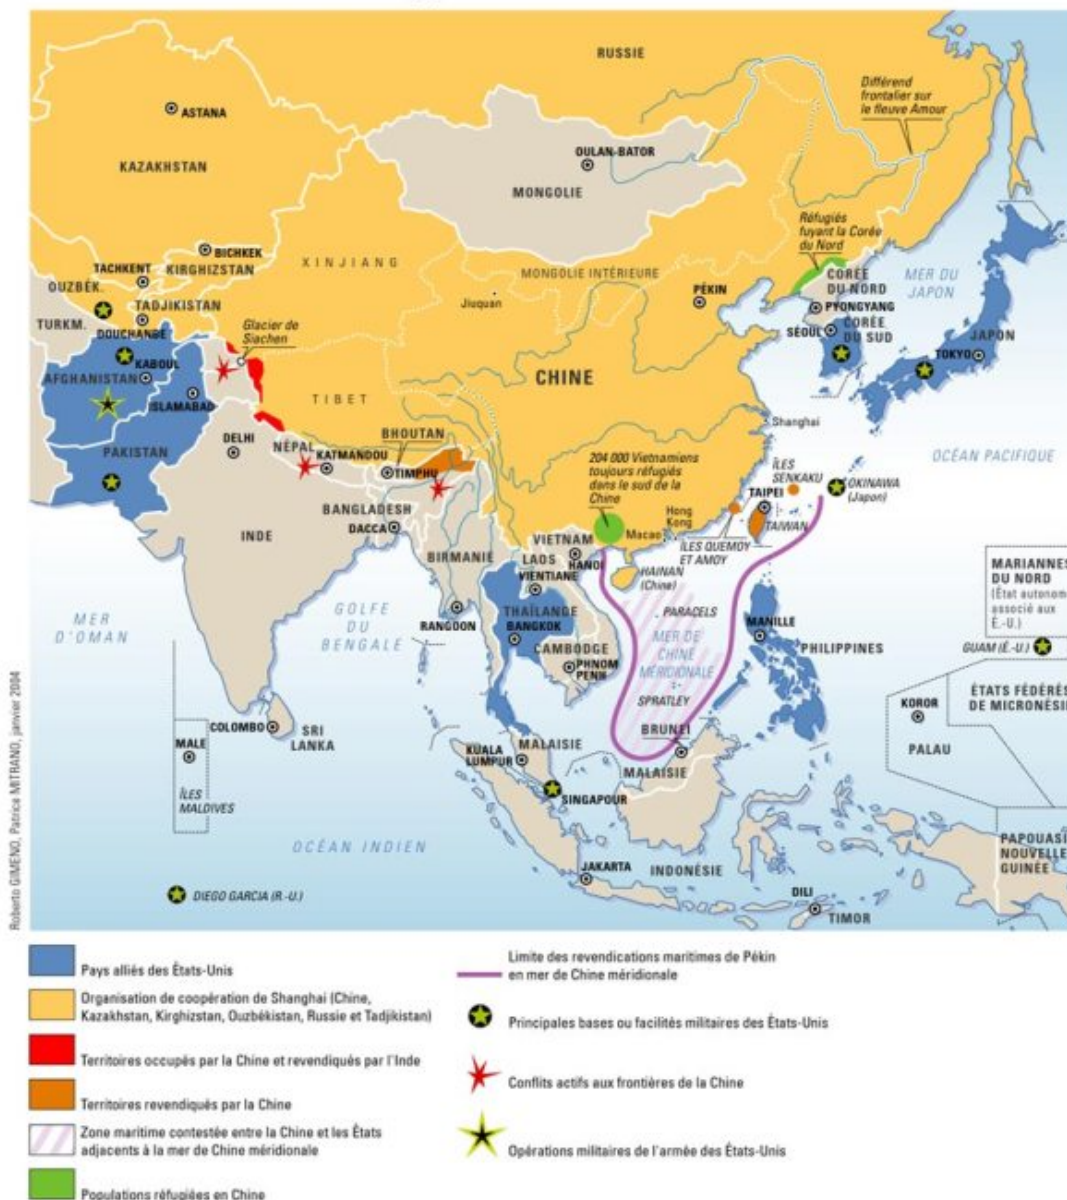 RUSSIE
Différend
frontalier sur
le fleuve Amour
ASTANA
KAZAKHSTAN
OULAN-BATOR
MONGOLIE
Réfugiés
fuyant la Corée
du Nord
BICHKEK
TACHKENT
KIRGHIZSTAN
XINJIANG
MONGOLIE INTÉRIEURE
CORÉE
DU NORD
MER DU
JAPON
OUZBÉK.
TADJIKISTAN
Jiuquan
PÉKIN
PYONGYANG
TURKM.
DOUCHANBE
Glacier de
Siachen
SÉOUL
CORÉE
DU SUD
JAPON
TOKYO
KABOUL
AFGHANISTAN
CHINE
ISLAMABAD
TIBET
Shanghai
PAKISTAN
DELHI
NÉPAL
KATMANDOU
BHOUTAN
TIMPHU
204 000 Vietnamiens
toujours réfugiés
dans le sud de la
Chine
OCÉAN PACIFIQUE
ÎLES
SENKAKU
TAIPEI
OKINAWA
(Japon)
BANGLADESH
DACCA
INDE
Hong
Kong
Macao
TAIWAN
ÎLES QUEMOY
ET AMOY
BIRMANIE
VIETNAM
LAOS
HANOI
VIENTIANE
HAINAN
(Chine)
MARIANNES
DU NORD
(État autonom
associé aux
É.-U.)
MER
D'OMAN
GOLFE
DU
BENGALE
RANGOON
THAÏLANDE
BANGKOK
PARACELS
MER DE
CHINE
MÉRIDIONALE
MANILLE
PHILIPPINES
GUAM (É.-U.)
CAMBODGE
PHNOM
PENH
SPRATLEY
KOROR
ÉTATS FÉDÉRÉS
DE MICRONÉSIE
PALAU
COLOMBO
SRI
LANKA
MALE
ÎLES
MALDIVES
KUALA
LUMPUR
MALAISIE
BRUNEI
MALAISIE
SINGAPOUR
OCÉAN INDIEN
PAPOUASI
NOUVELLE
GUINÉE
JAKARTA
INDONÉSIE
DIEGO GARCIA (R.-U.)
DILI
TIMOR
Roberto GIMENO, Patrice MITRANO, janvier 2004
Pays alliés des États-Unis
Organisation de coopération de Shanghai (Chine,
Kazakhstan, Kirghizstan, Ouzbékistan, Russie et Tadjikistan)
Territoires occupés par la Chine et revendiqués par l'Inde
Territoires revendiqués par la Chine
Zone maritime contestée entre la Chine et les États
adjacents à la mer de Chine méridionale
Populations réfugiées en Chine
Limite des revendications maritimes de Pékin
en mer de Chine méridionale
Principales bases ou facilités militaires des États-Unis
Conflits actifs aux frontières de la Chine
Opérations militaires de l'armée des États-Unis